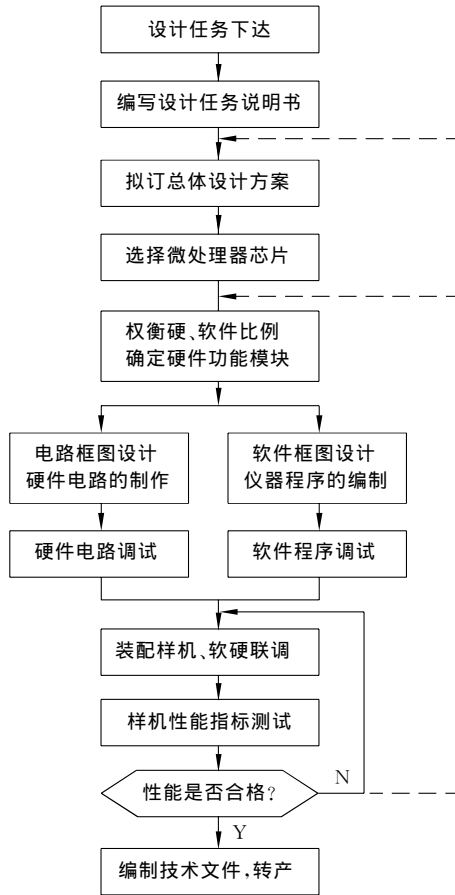 设计任务下达
编写设计任务说明书
拟订总体设计方案
选择微处理器芯片
权衡硬、软件比例
确定硬件功能模块
电路框图设计
硬件电路的制作
软件框图设计
仪器程序的编制
硬件电路调试
软件程序调试
装配样机、软硬联调
样机性能指标测试
性能是否合格?
N
Y
编制技术文件,转产